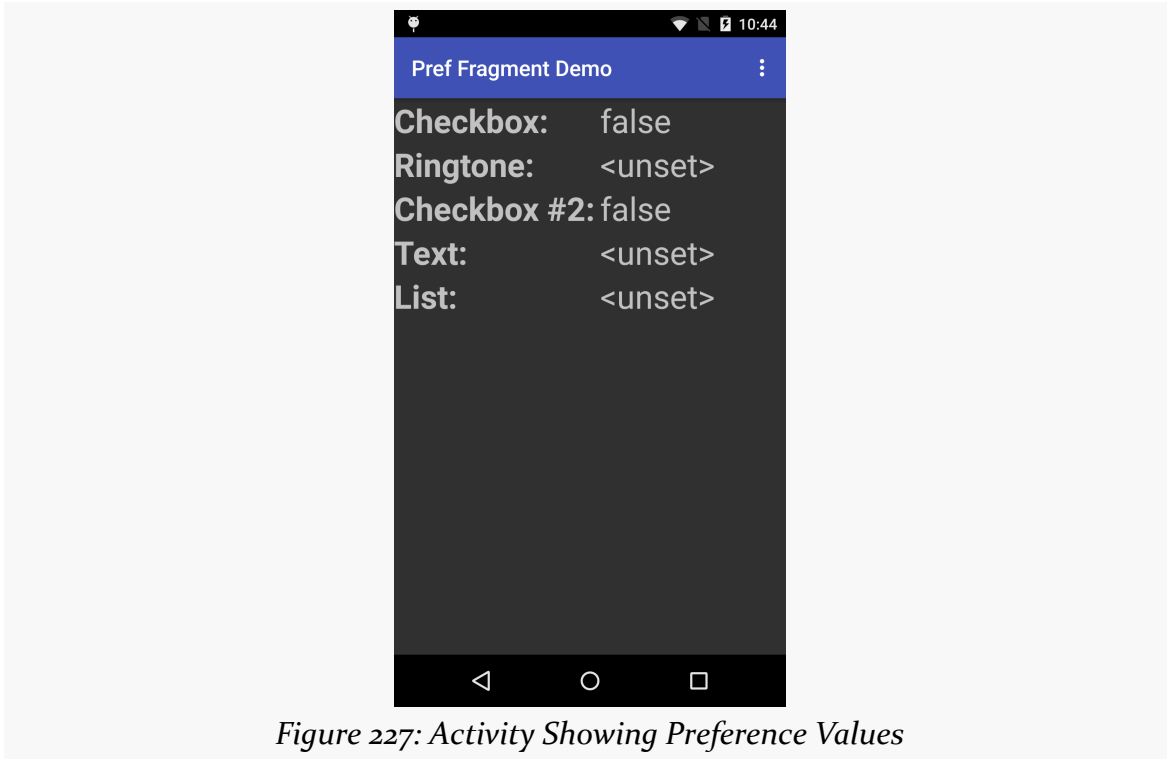 10:44
Pref Fragment Demo
Checkbox: false
Ringtone: <unset>
Checkbox #2: false
Text: <unset>
List: <unset>
Figure 227: Activity Showing Preference Values